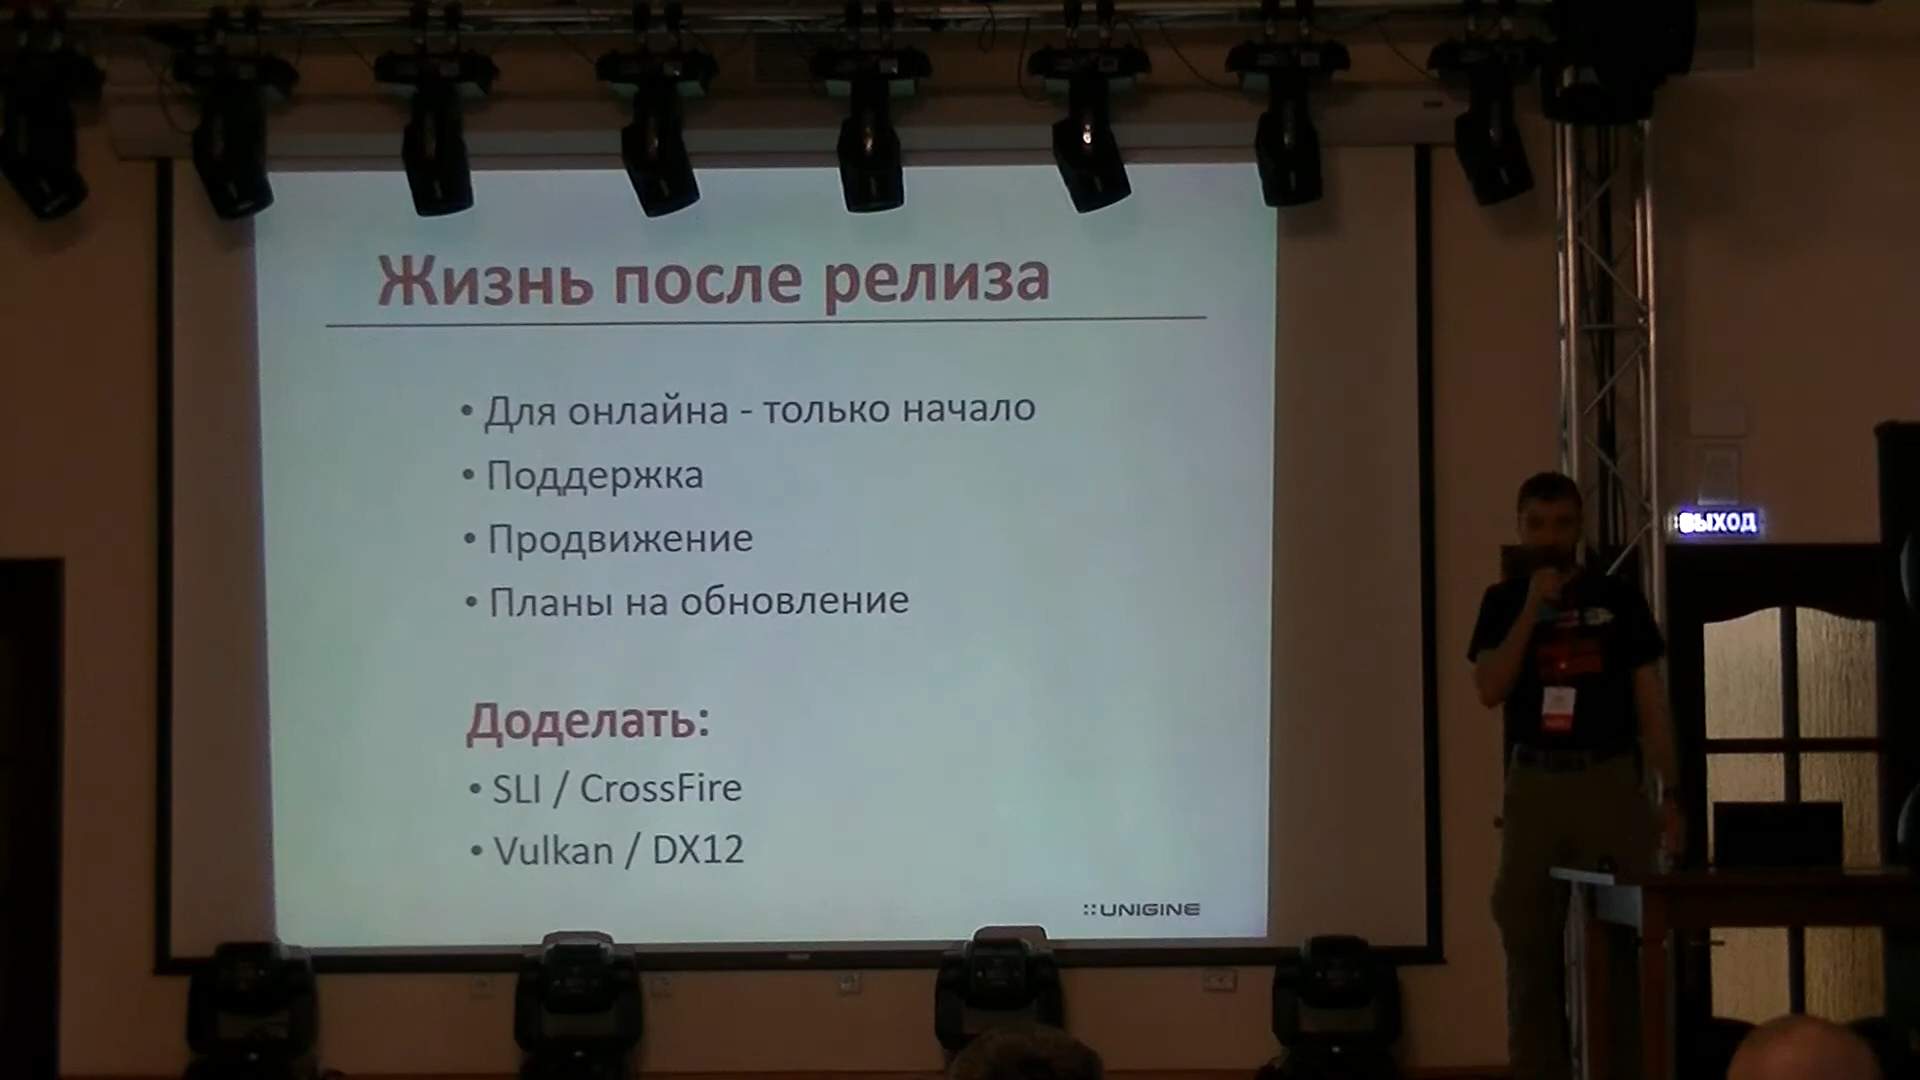 Жизнь после релиза
• Для онлайна - только начало
• Поддержка
• Продвижение
• Планы на обновление
Доделать:
• SLI / CrossFire
• Vulkan / DX12
UNIGINE
ВЫХОД